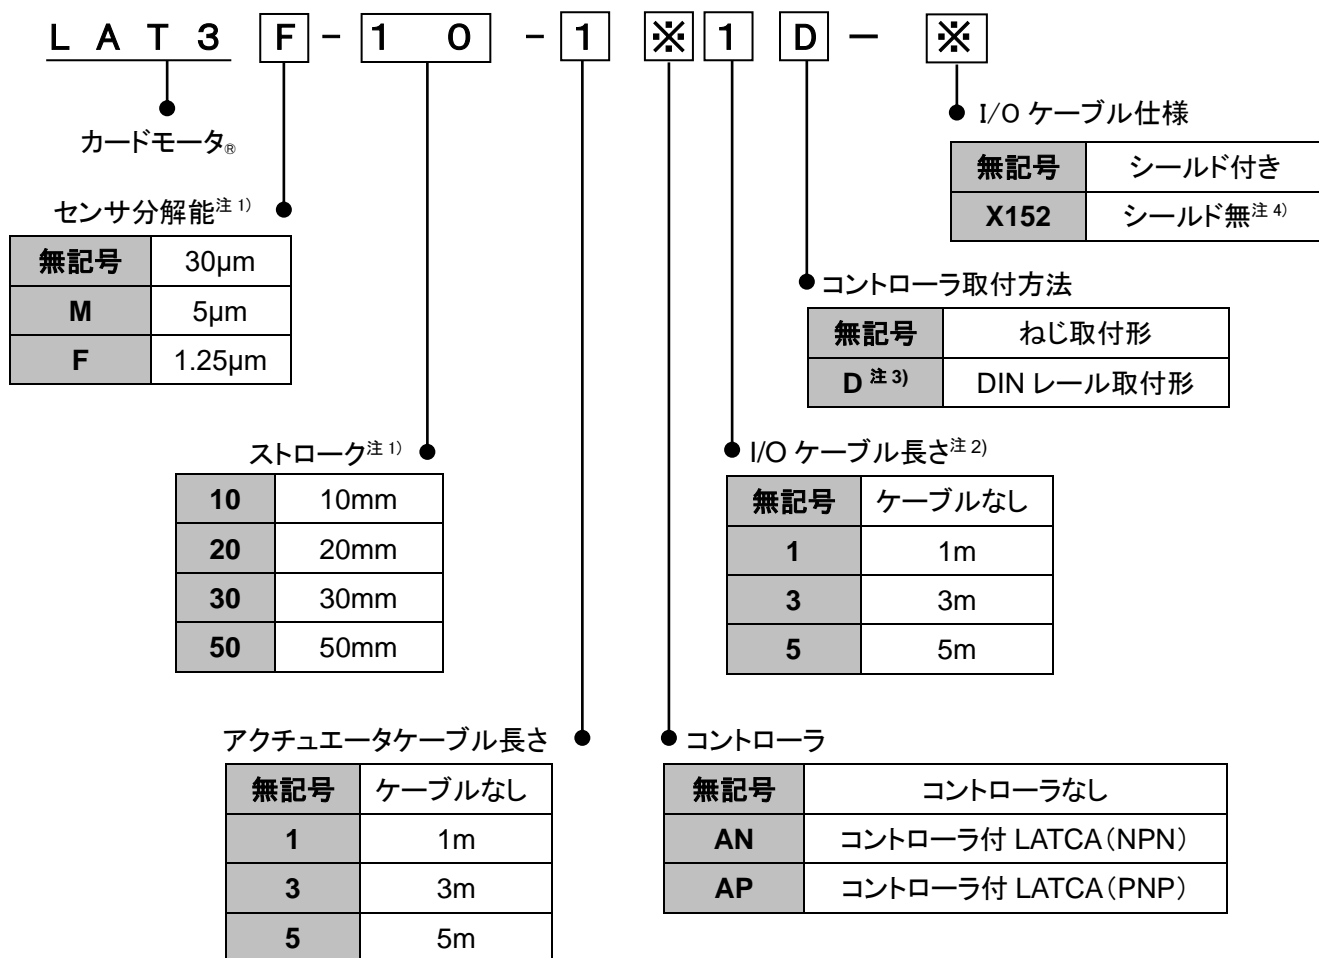 LAT3 F-10-1※1D－※
カードモータ®
I/O ケーブル仕様
無記号 シールド付き
X152 シールド無注 4)
センサ分解能注 1)
無記号 30µm
M 5µm
F 1.25µm
コントローラ取付方法
無記号 ねじ取付形
D 注 3) DIN レール取付形
ストローク注 1)
10 10mm
20 20mm
30 30mm
50 50mm
I/O ケーブル長さ注 2)
無記号 ケーブルなし
1 1m
3 3m
5 5m
アクチュエータケーブル長さ
無記号 ケーブルなし
1 1m
3 3m
5 5m
コントローラ
無記号 コントローラなし
AN コントローラ付 LATCA（NPN）
AP コントローラ付 LATCA（PNP）